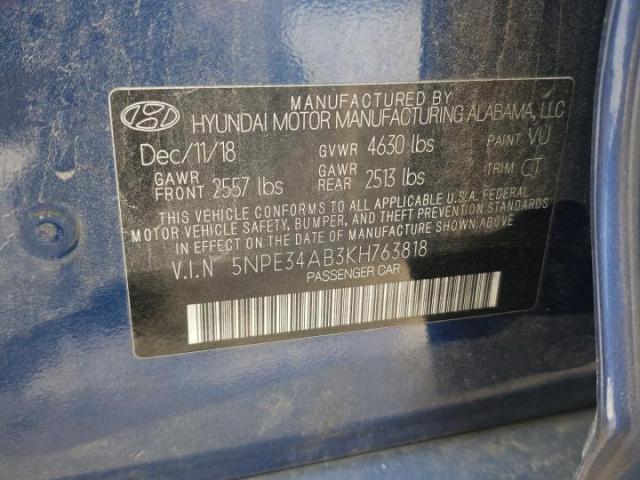 MANUFACTURED BY
HYUNDAI MOTOR MANUFACTURING ALABAMA, LLC
Dec/11/18 GVWR 4630 lbs PAINT VU
GAWR FRONT 2557 lbs GAWR REAR 2513 lbs TRIM CT
THIS VEHICLE CONFORMS TO ALL APPLICABLE U.S.A. FEDERAL
MOTOR VEHICLE SAFETY, BUMPER, AND THEFT PREVENTION STANDARDS
IN EFFECT ON THE DATE OF MANUFACTURE SHOWN ABOVE.
V.I.N 5NPE34AB3KH763818
PASSENGER CAR